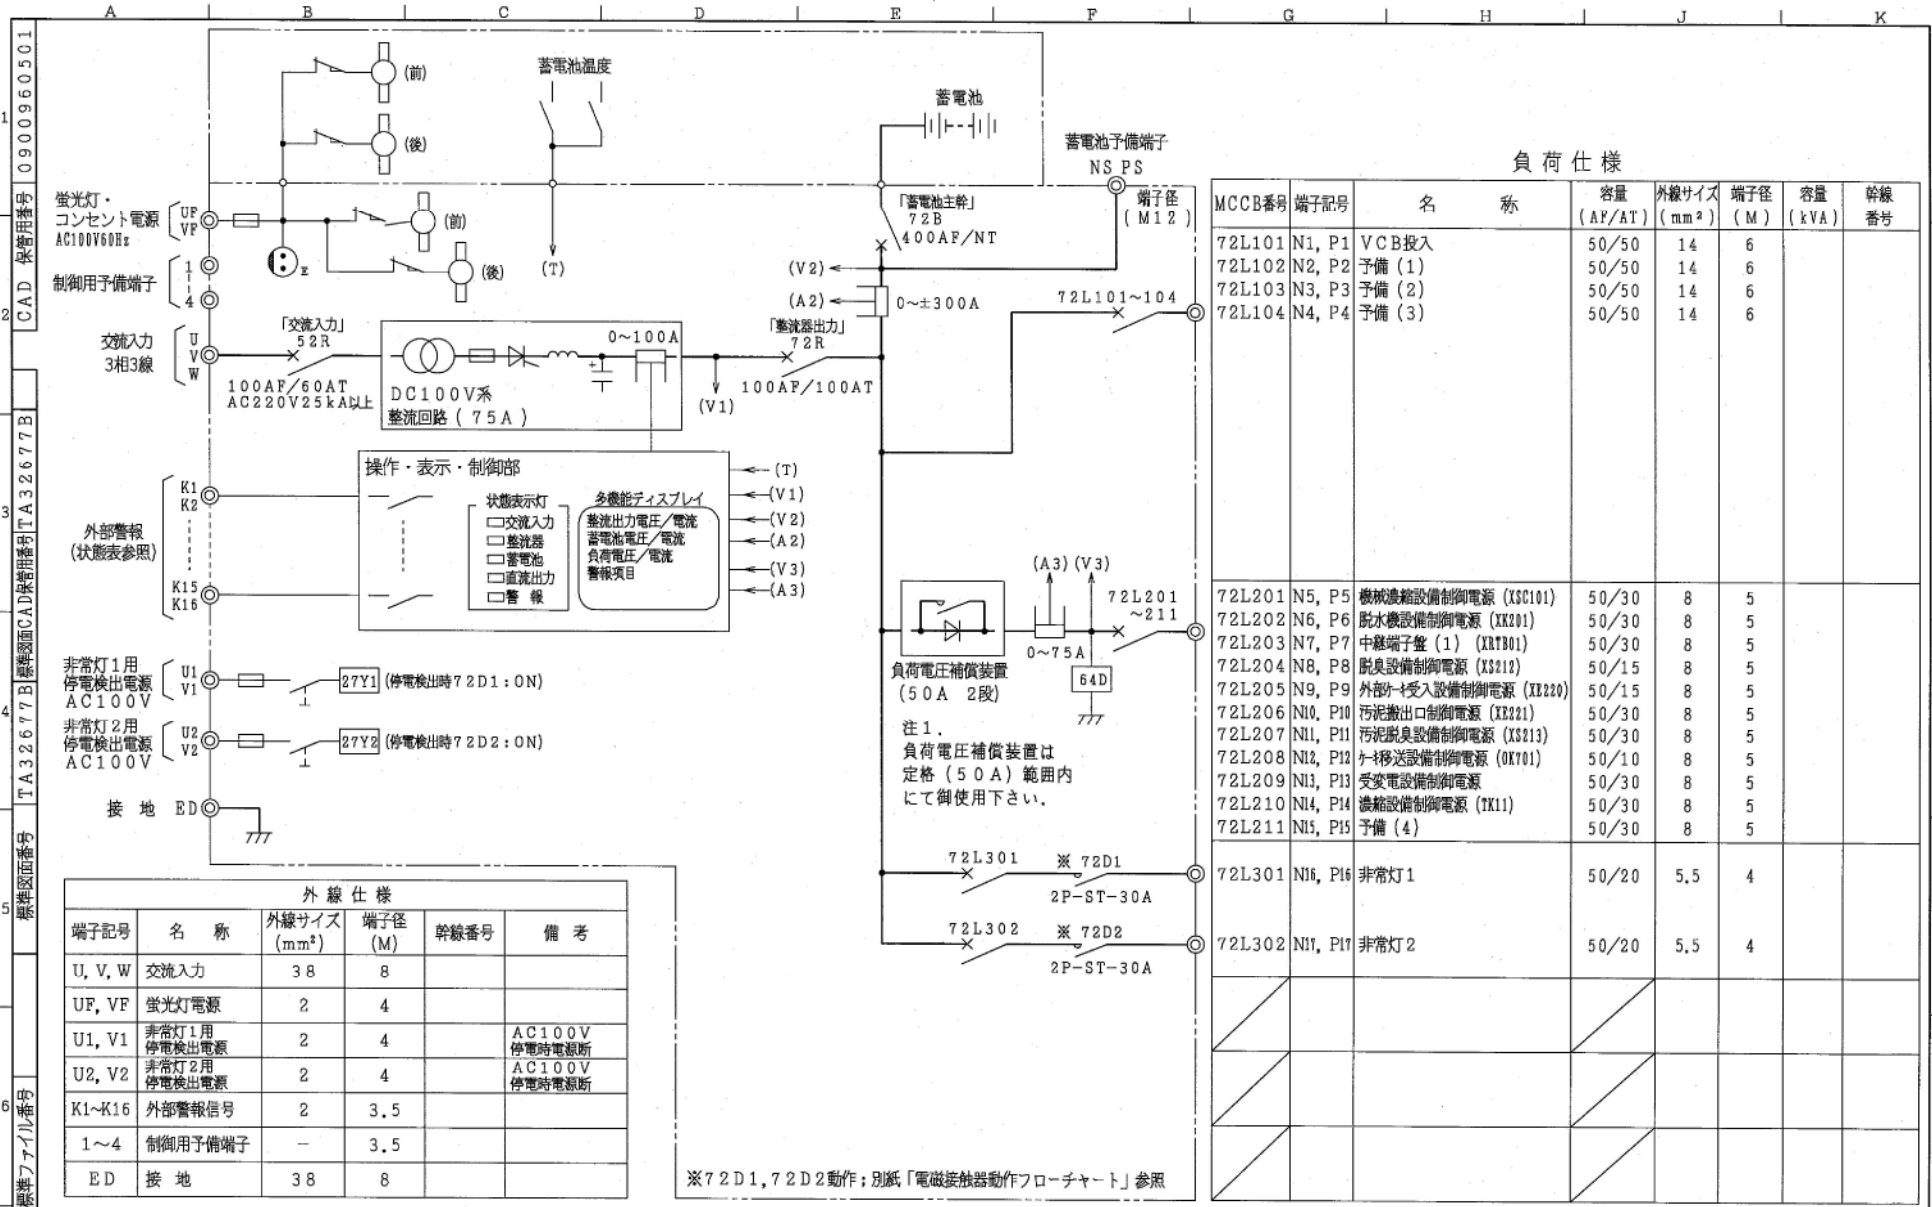 A B C D E F G H J K
1
2
3
4
5
6
CAD 保管用番号 0900960501
標準図面CAD保管用番号 TA32677B
標準図面番号 TA32677B
標準ファイル番号
(前)
(後)
蓄電池温度
蓄電池
蓄電池予備端子
NS PS
端子径
(M12)
蛍光灯・
コンセント電源
AC100V60Hz
UF
VF
(前)
(後)
E
(T)
制御用予備端子
1
4
「蓄電池主幹」
72B
400AF/NT
(V2)
(A2)
0~±300A
72L101~104
交流入力
3相3線
U
V
W
「交流入力」
52R
100AF/60AT
AC220V25kA以上
0~100A
+
DC100V系
整流回路(75A)
(V1)
「整流器出力」
72R
100AF/100AT
外部警報
(状態表参照)
K1
K2
K15
K16
操作・表示・制御部
状態表示灯
交流入力
整流器
蓄電池
直流出力
警報
多機能ディスプレイ
整流出力電圧/電流
蓄電池電圧/電流
負荷電圧/電流
警報項目
(T)
(V1)
(V2)
(A2)
(V3)
(A3)
(A3) (V3)
72L201
~211
0~75A
64D
負荷電圧補償装置
(50A 2段)
注1.
負荷電圧補償装置は
定格(50A)範囲内
にて御使用下さい.
非常灯1用
停電検出電源
AC100V
U1
V1
27Y1 (停電検出時72D1:ON)
非常灯2用
停電検出電源
AC100V
U2
V2
27Y2 (停電検出時72D2:ON)
接 地 ED
72L301 ※ 72D1
2P-ST-30A
72L302 ※ 72D2
2P-ST-30A
外線仕様
端子記号 名 称 外線サイズ(mm²) 端子径(M) 幹線番号 備 考
U, V, W 交流入力 38 8
UF, VF 蛍光灯電源 2 4
U1, V1 非常灯1用停電検出電源 2 4 AC100V停電時電源断
U2, V2 非常灯2用停電検出電源 2 4 AC100V停電時電源断
K1~K16 外部警報信号 2 3.5
1~4 制御用予備端子 - 3.5
ED 接 地 38 8
※72D1,72D2動作;別紙「電磁接触器動作フローチャート」参照
負荷仕様
MCCB番号 端子記号 名 称 容量(AF/AT) 外線サイズ(mm²) 端子径(M) 容量(kVA) 幹線番号
72L101 N1, P1 VCB投入 50/50 14 6
72L102 N2, P2 予備(1) 50/50 14 6
72L103 N3, P3 予備(2) 50/50 14 6
72L104 N4, P4 予備(3) 50/50 14 6
72L201 N5, P5 機械濃縮設備制御電源(XSC101) 50/30 8 5
72L202 N6, P6 脱水機設備制御電源(XK201) 50/30 8 5
72L203 N7, P7 中継端子盤(1)(XRTB01) 50/30 8 5
72L204 N8, P8 脱臭設備制御電源(XS212) 50/15 8 5
72L205 N9, P9 外部ケーキ受入設備制御電源(XE220) 50/15 8 5
72L206 N10, P10 汚泥搬出口制御電源(XE221) 50/30 8 5
72L207 N11, P11 汚泥脱臭設備制御電源(XS213) 50/30 8 5
72L208 N12, P12 ケーキ移送設備制御電源(OK701) 50/10 8 5
72L209 N13, P13 受変電設備制御電源 50/30 8 5
72L210 N14, P14 濃縮設備制御電源(TK11) 50/30 8 5
72L211 N15, P15 予備(4) 50/30 8 5
72L301 N16, P16 非常灯1 50/20 5.5 4
72L302 N17, P17 非常灯2 50/20 5.5 4